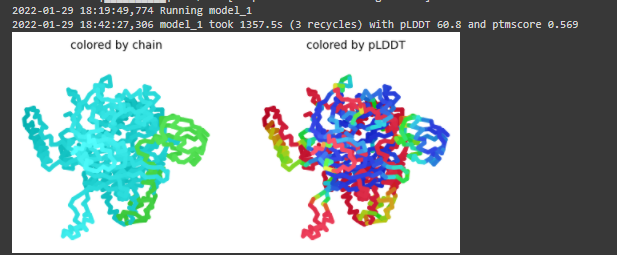 2022-01-29 18:19:49,774 Running model_1
2022-01-29 18:42:27,306 model_1 took 1357.5s (3 recycles) with pLDDT 60.8 and ptmscore 0.569
colored by chain
colored by pLDDT